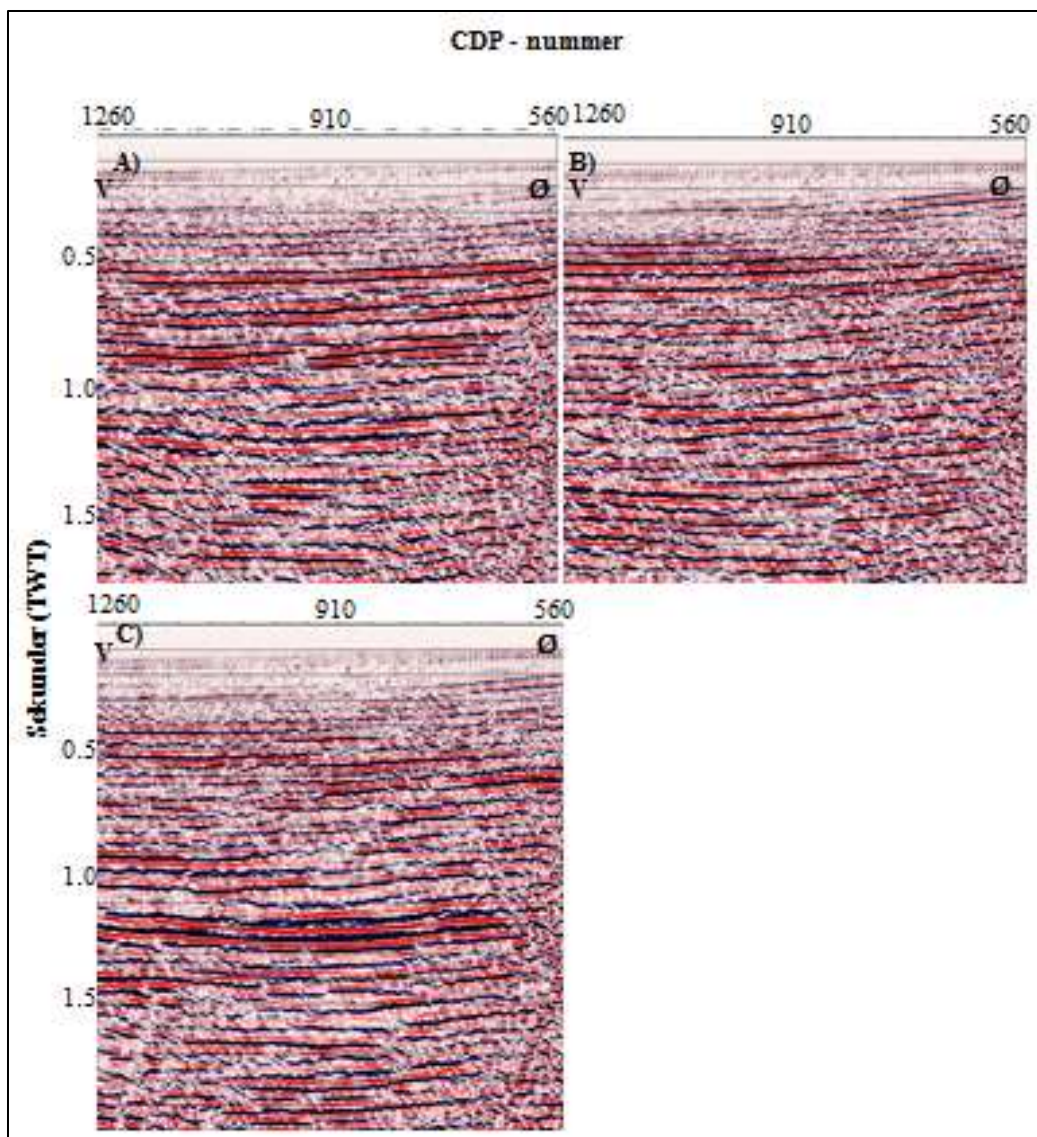 CDP - nummer
1260 910 560 1260 910 560
A) B)
V Ø V Ø
0.5
1.0
1.5
Sekunder (TWT)
1260 910 560
C)
V Ø
0.5
1.0
1.5